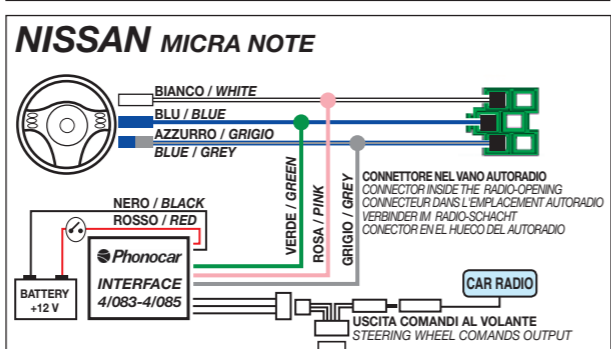 NISSAN MICRA NOTE
BIANCO / WHITE
BLU / BLUE
AZZURRO / GRIGIO
BLUE / GREY
NERO / BLACK
ROSSO / RED
VERDE / GREEN
ROSA / PINK
GRIGIO / GREY
CONNETTORE NEL VANO AUTORADIO
CONNECTOR INSIDE THE RADIO-OPENING
CONNECTEUR DANS L'EMPLACEMENT AUTORADIO
VERBINDER IM RADIO-SCHACHT
CONECTOR EN EL HUECO DEL AUTORADIO
BATTERY
+12 V
Phonocar
INTERFACE
4/083-4/085
CAR RADIO
USCITA COMANDI AL VOLANTE
STEERING WHEEL COMANDS OUTPUT